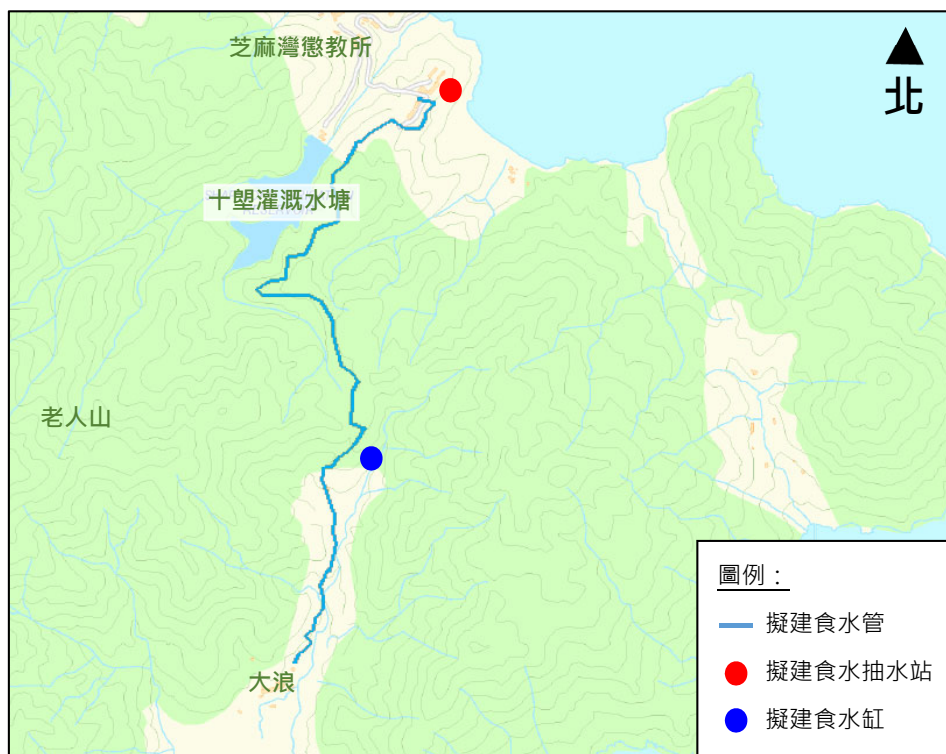 芝麻灣懲教所
北
十塱灌溉水塘
RESERVOIR
老人山
大浪
圖例：
擬建食水管
擬建食水抽水站
擬建食水缸